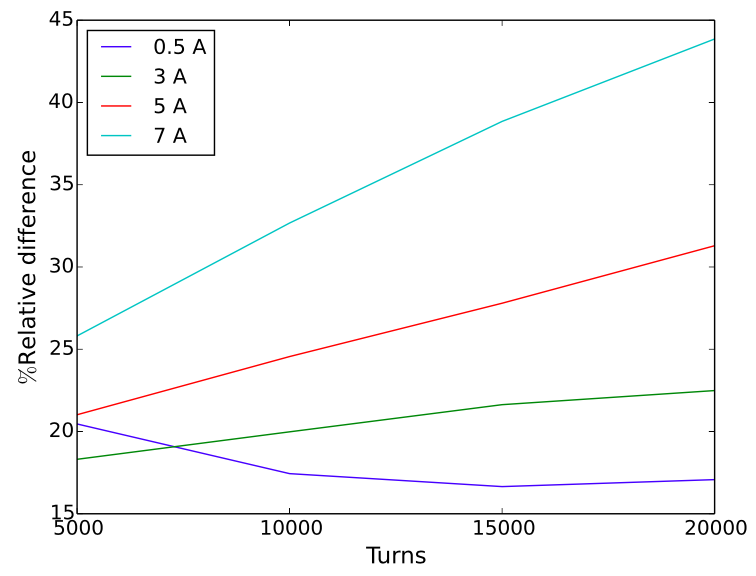 45
40
35
30
25
20
15
%Relative difference
0.5 A
3 A
5 A
7 A
5000 10000 15000 20000
Turns